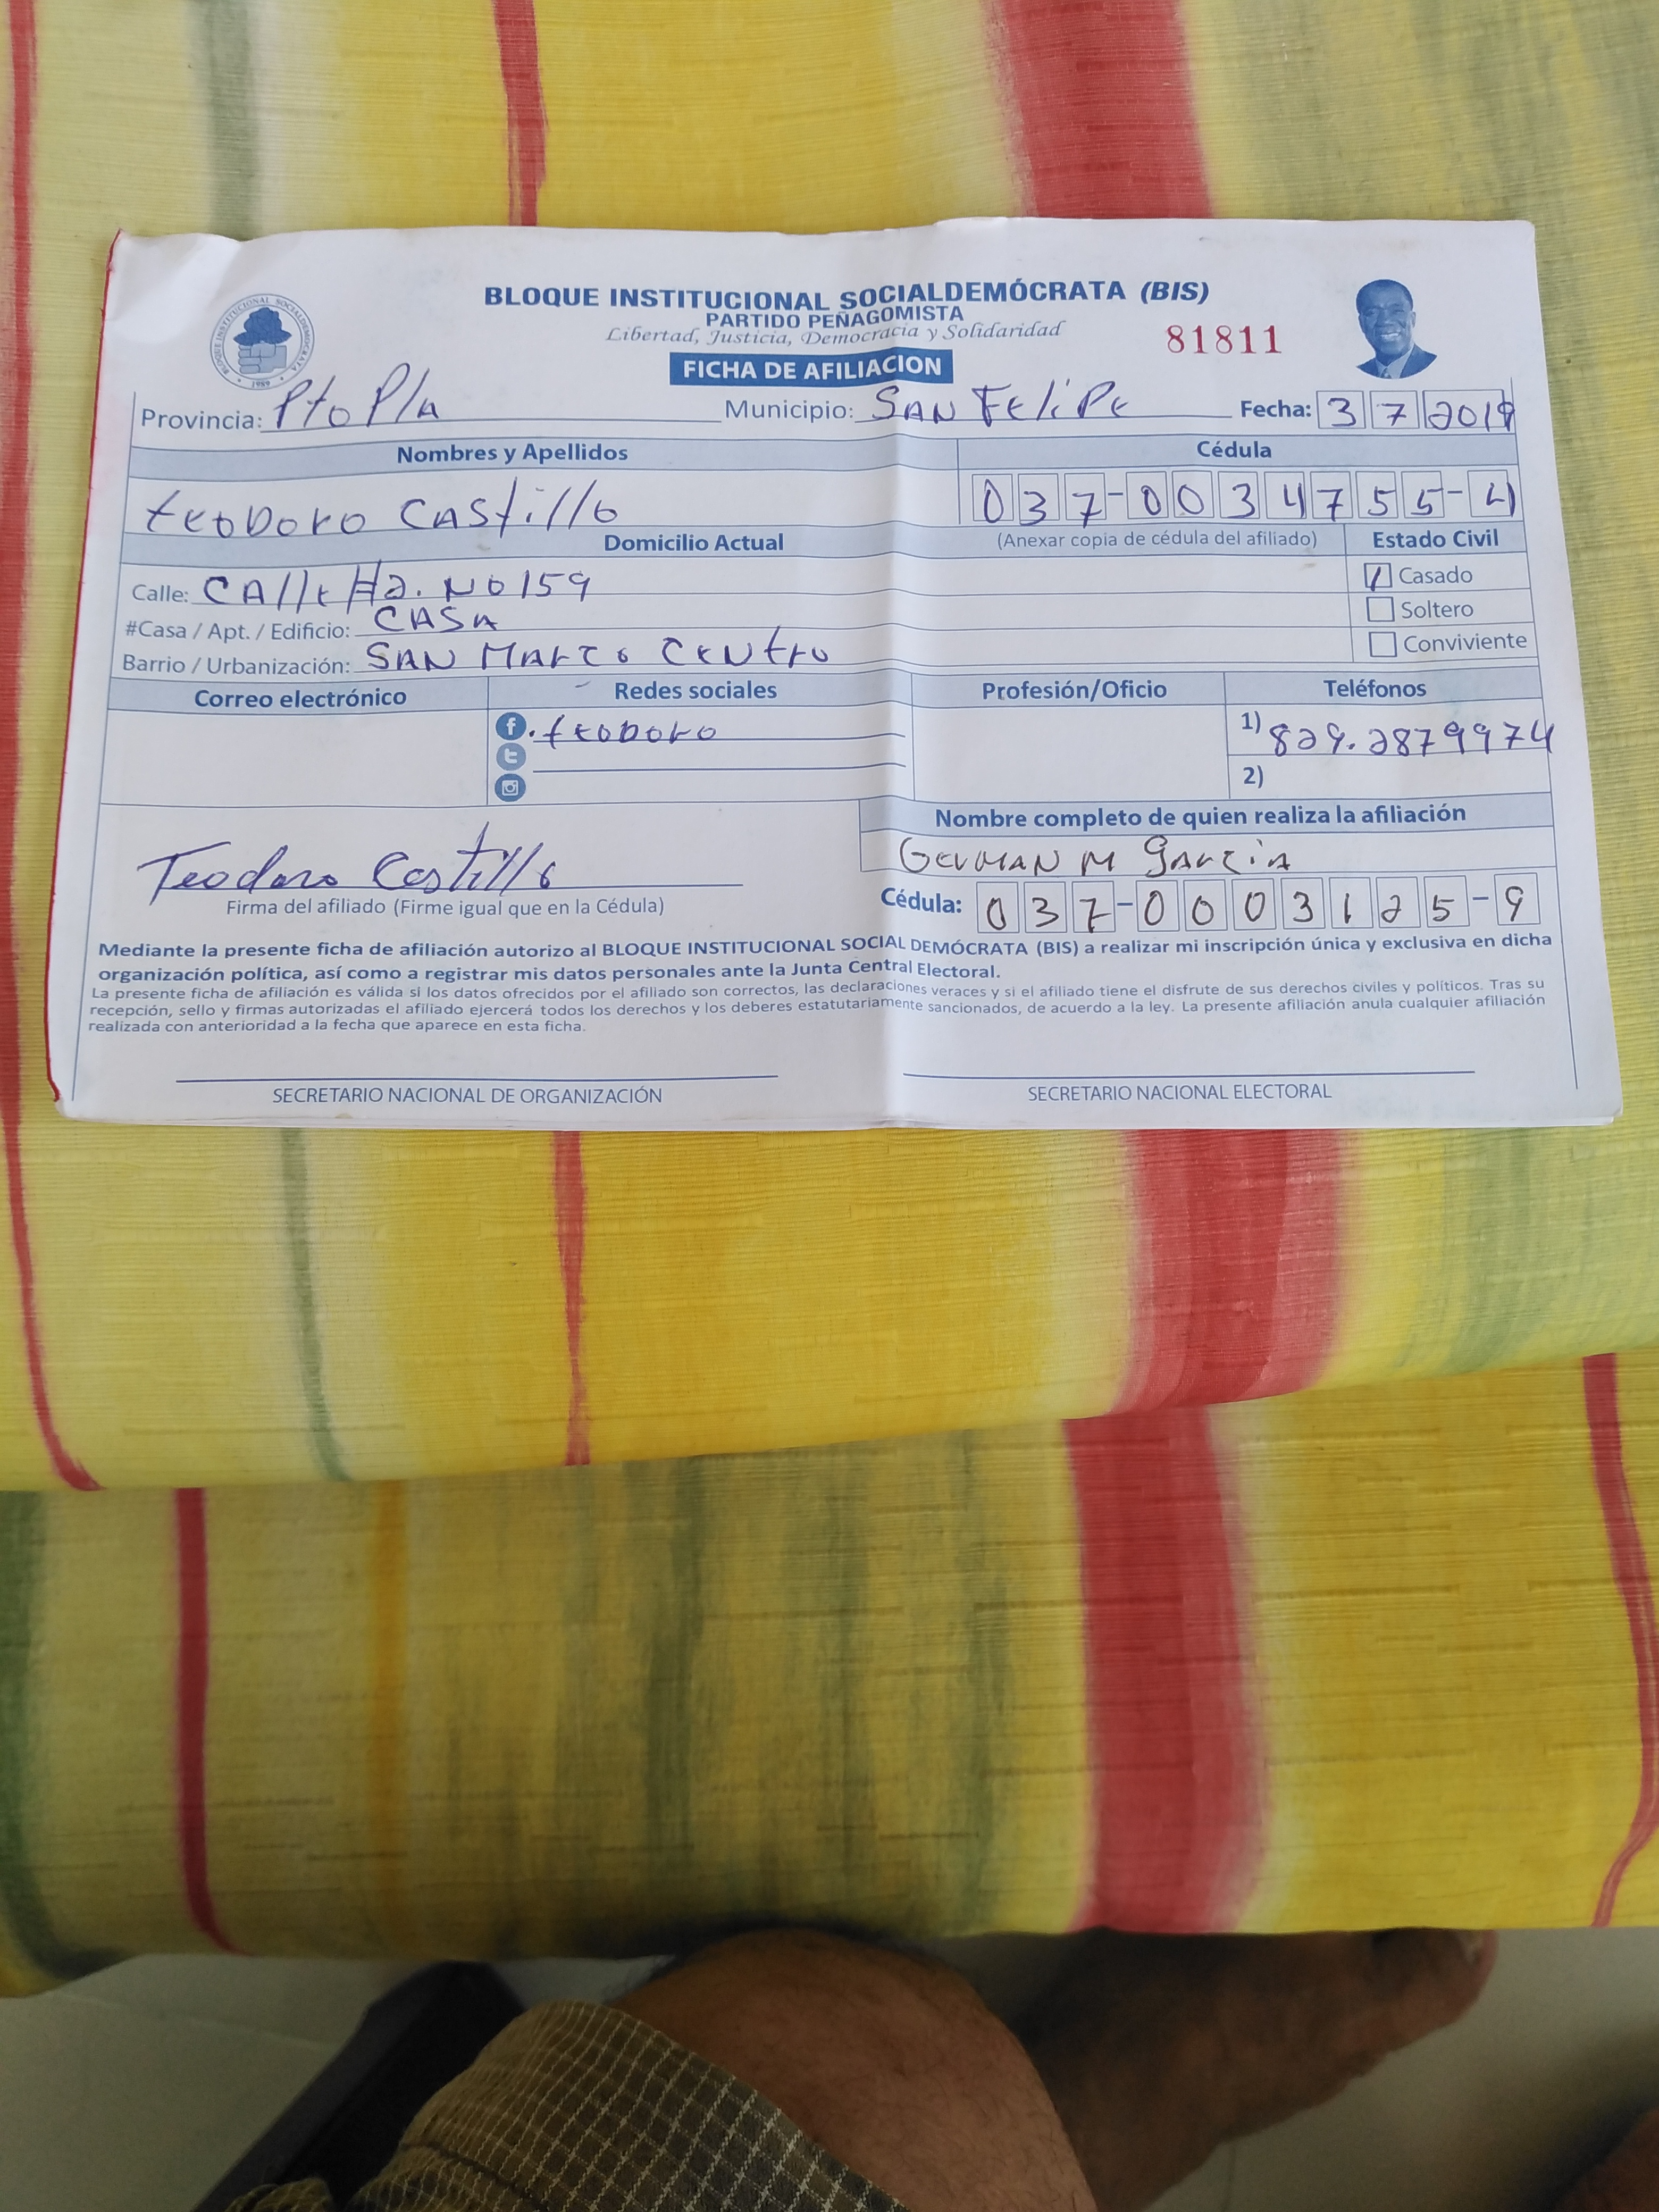 BLOQUE INSTITUCIONAL SOCIALDEMÓCRATA (BIS)
PARTIDO PEÑAGOMISTA
Libertad, Justicia, Democracia y Solidaridad
81811
BLOQUE INSTITUCIONAL SOCIALDEMÓCRATA
1989
FICHA DE AFILIACION
Provincia: Pto Pla Municipio: SAN FeliPe Fecha: 3 7 2019
Nombres y Apellidos Cédula
teodoro CAStillo 037-0034755-4
Domicilio Actual (Anexar copia de cédula del afiliado) Estado Civil
Calle: CAlle #2. No 159 Casado
#Casa / Apt. / Edificio: CASA Soltero
Barrio / Urbanización: SAN MArco CeNtro Conviviente
Correo electrónico Redes sociales Profesión/Oficio Teléfonos
f . teodoro 1) 829.2879974
2)
Nombre completo de quien realiza la afiliación
GerMAN M GArciA
Teodoro Castillo
Firma del afiliado (Firme igual que en la Cédula) Cédula: 037-0003125-9
Mediante la presente ficha de afiliación autorizo al BLOQUE INSTITUCIONAL SOCIAL DEMÓCRATA (BIS) a realizar mi inscripción única y exclusiva en dicha
organización política, así como a registrar mis datos personales ante la Junta Central Electoral.
La presente ficha de afiliación es válida si los datos ofrecidos por el afiliado son correctos, las declaraciones veraces y si el afiliado tiene el disfrute de sus derechos civiles y políticos. Tras su
recepción, sello y firmas autorizadas el afiliado ejercerá todos los derechos y los deberes estatutariamente sancionados, de acuerdo a la ley. La presente afiliación anula cualquier afiliación
realizada con anterioridad a la fecha que aparece en esta ficha.
SECRETARIO NACIONAL DE ORGANIZACIÓN SECRETARIO NACIONAL ELECTORAL